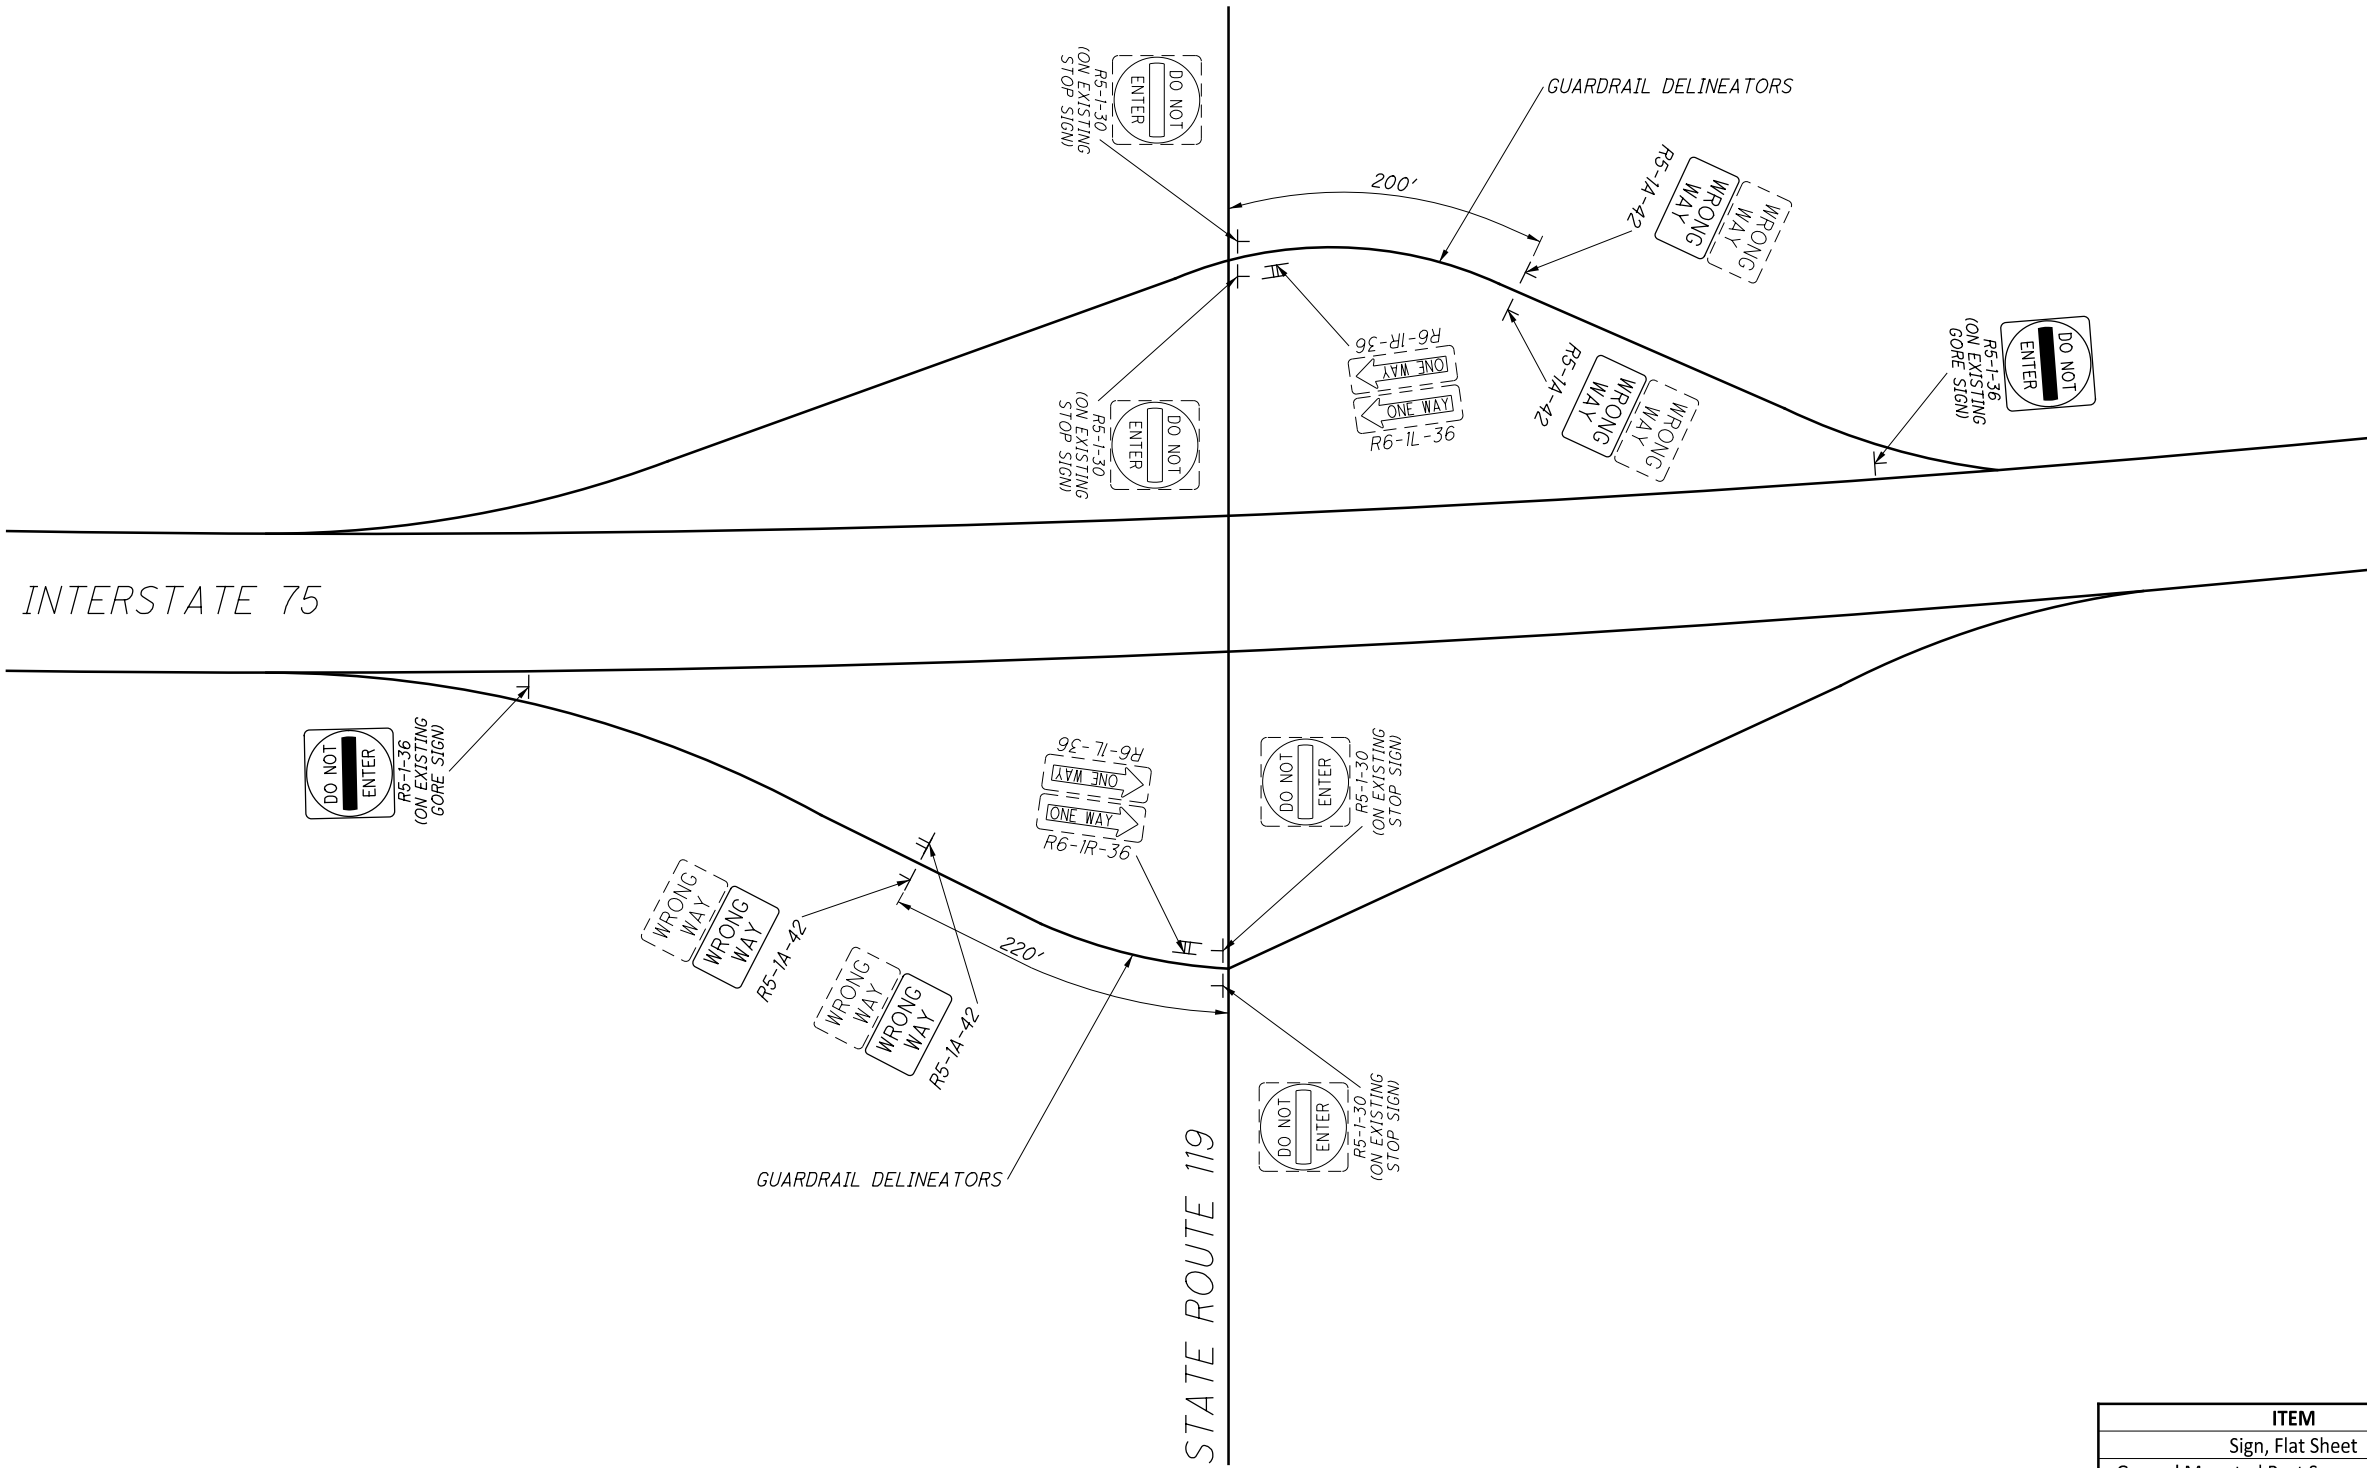 R5-1-30
(ON EXISTING
STOP SIGN)
DO NOT
ENTER
GUARDRAIL DELINEATORS
200'
R5-1A-42
WRONG
WAY
WRONG
WAY
R5-1-36
(ON EXISTING
GORE SIGN)
DO NOT
ENTER
R6-1R-36
ONE WAY
ONE WAY
R6-1L-36
R5-1A-42
WRONG
WAY
WRONG
WAY
R5-1-30
(ON EXISTING
STOP SIGN)
DO NOT
ENTER
INTERSTATE 75
DO NOT
ENTER
R5-1-36
(ON EXISTING
GORE SIGN)
R6-1L-36
ONE WAY
ONE WAY
R6-1R-36
DO NOT
ENTER
R5-1-30
(ON EXISTING
STOP SIGN)
WRONG
WAY
WRONG
WAY
R5-1A-42
220'
WRONG
WAY
WRONG
WAY
R5-1A-42
GUARDRAIL DELINEATORS
DO NOT
ENTER
R5-1-30
(ON EXISTING
STOP SIGN)
STATE ROUTE 119
ITEM
Sign, Flat Sheet